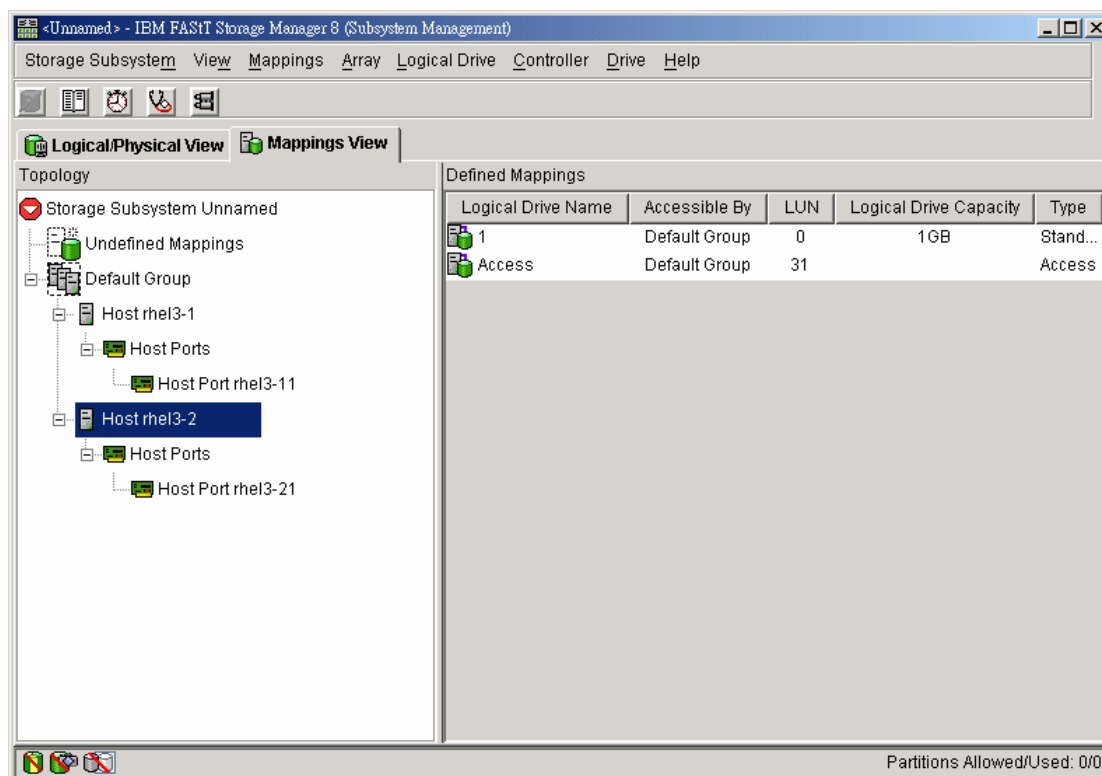 <Unnamed> - IBM FAStT Storage Manager 8 (Subsystem Management)
Storage Subsystem View Mappings Array Logical Drive Controller Drive Help
Logical/Physical View Mappings View
Topology
Storage Subsystem Unnamed
Undefined Mappings
Default Group
Host rhel3-1
Host Ports
Host Port rhel3-11
Host rhel3-2
Host Ports
Host Port rhel3-21
Defined Mappings
Logical Drive Name Accessible By LUN Logical Drive Capacity Type
1 Default Group 0 1GB Stand...
Access Default Group 31 Access
Partitions Allowed/Used: 0/0